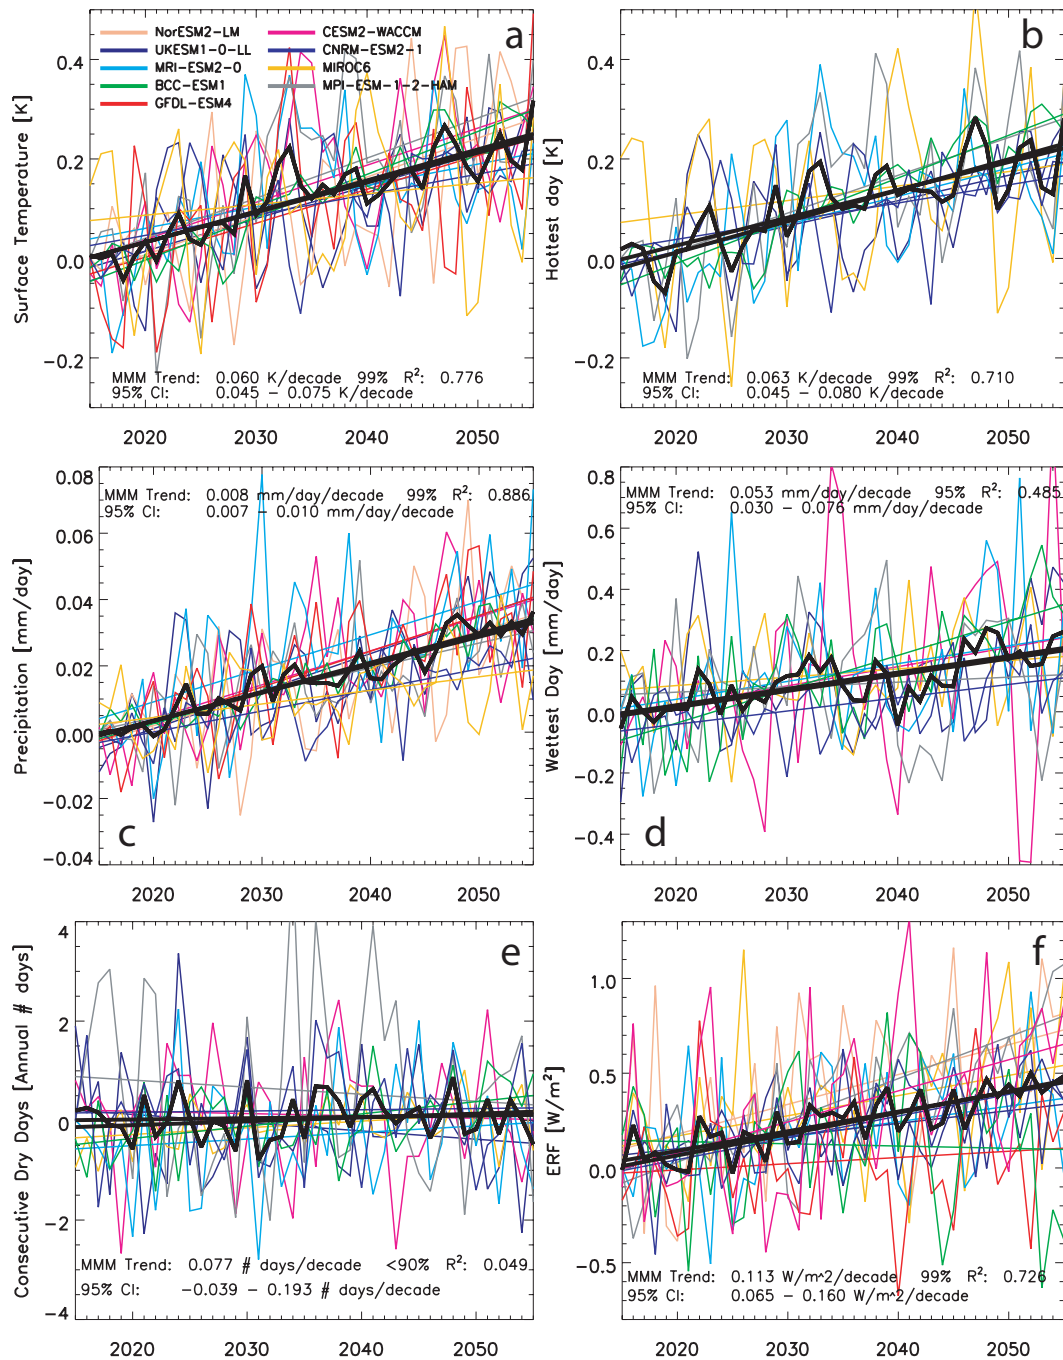 a
NorESM2-LM
CESM2-WACCM
UKESM1-0-LL
CNRM-ESM2-1
MRI-ESM2-0
MIROC6
BCC-ESM1
MPI-ESM-1-2-HAM
GFDL-ESM4
Surface Temperature [K]
0.4
0.2
0.0
-0.2
MMM Trend: 0.060 K/decade 99% R²: 0.776
95% CI: 0.045 - 0.075 K/decade
2020 2030 2040 2050
b
Hottest day [K]
0.4
0.2
0.0
-0.2
MMM Trend: 0.063 K/decade 99% R²: 0.710
95% CI: 0.045 - 0.080 K/decade
2020 2030 2040 2050
c
Precipitation [mm/day]
0.08
0.06
0.04
0.02
0.00
-0.02
-0.04
MMM Trend: 0.008 mm/day/decade 99% R²: 0.886
95% CI: 0.007 - 0.010 mm/day/decade
2020 2030 2040 2050
d
Wettest Day [mm/day]
0.8
0.6
0.4
0.2
0.0
-0.2
-0.4
MMM Trend: 0.053 mm/day/decade 95% R²: 0.485
95% CI: 0.030 - 0.076 mm/day/decade
2020 2030 2040 2050
e
Consecutive Dry Days [Annual # days]
4
2
0
-2
-4
MMM Trend: 0.077 # days/decade <90% R²: 0.049
95% CI: -0.039 - 0.193 # days/decade
2020 2030 2040 2050
f
ERF [W/m²]
1.0
0.5
0.0
-0.5
MMM Trend: 0.113 W/m^2/decade 99% R²: 0.726
95% CI: 0.065 - 0.160 W/m^2/decade
2020 2030 2040 2050